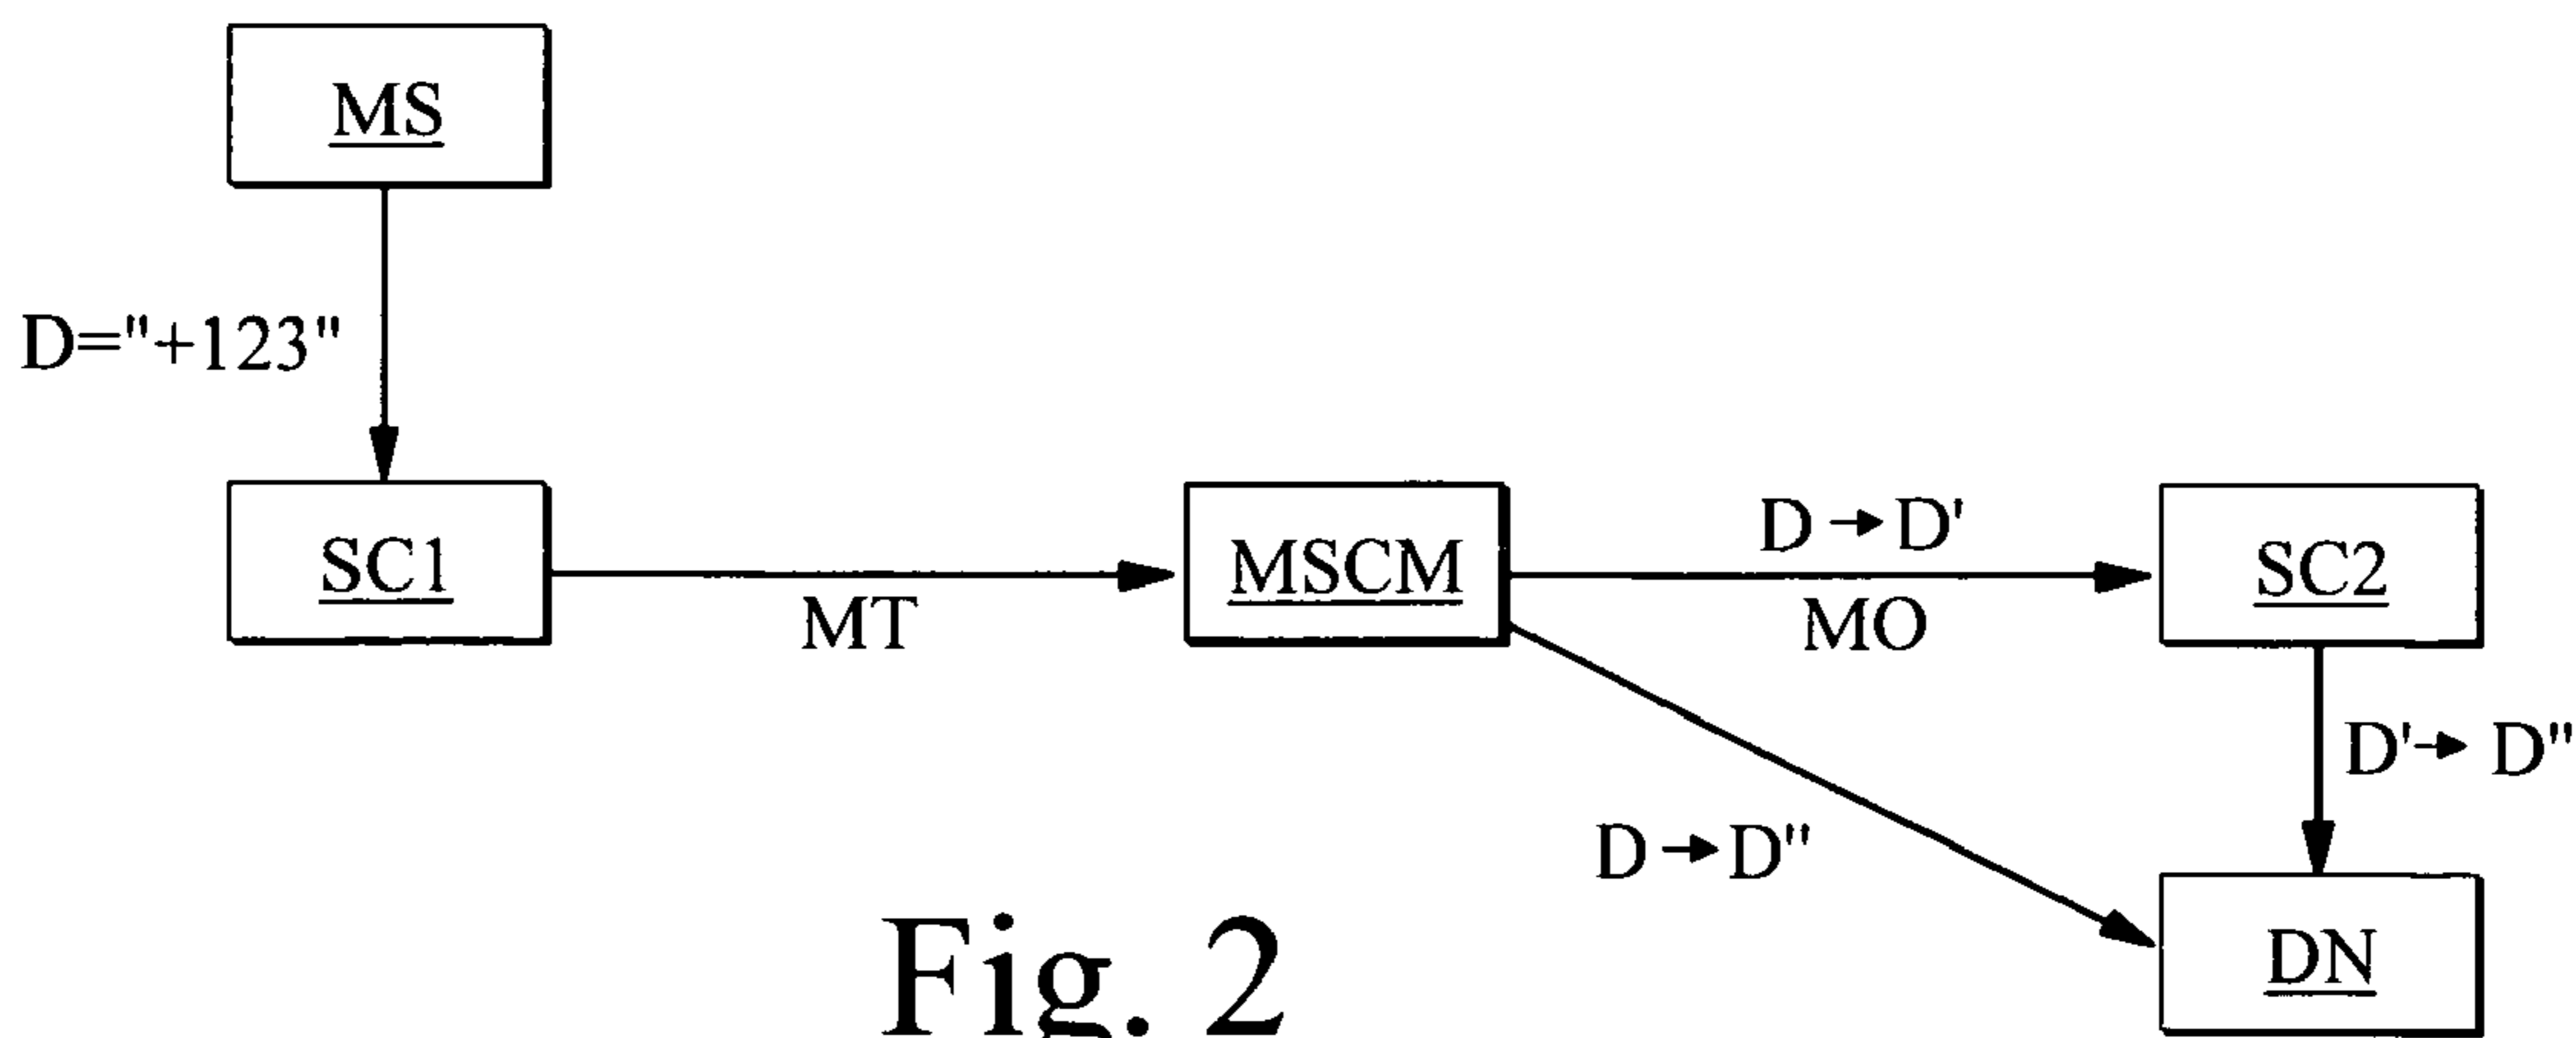 MS
D="+123"
SC1
MT
MSCM
D → D'
MO
SC2
D'→ D"
D → D"
DN
Fig. 2